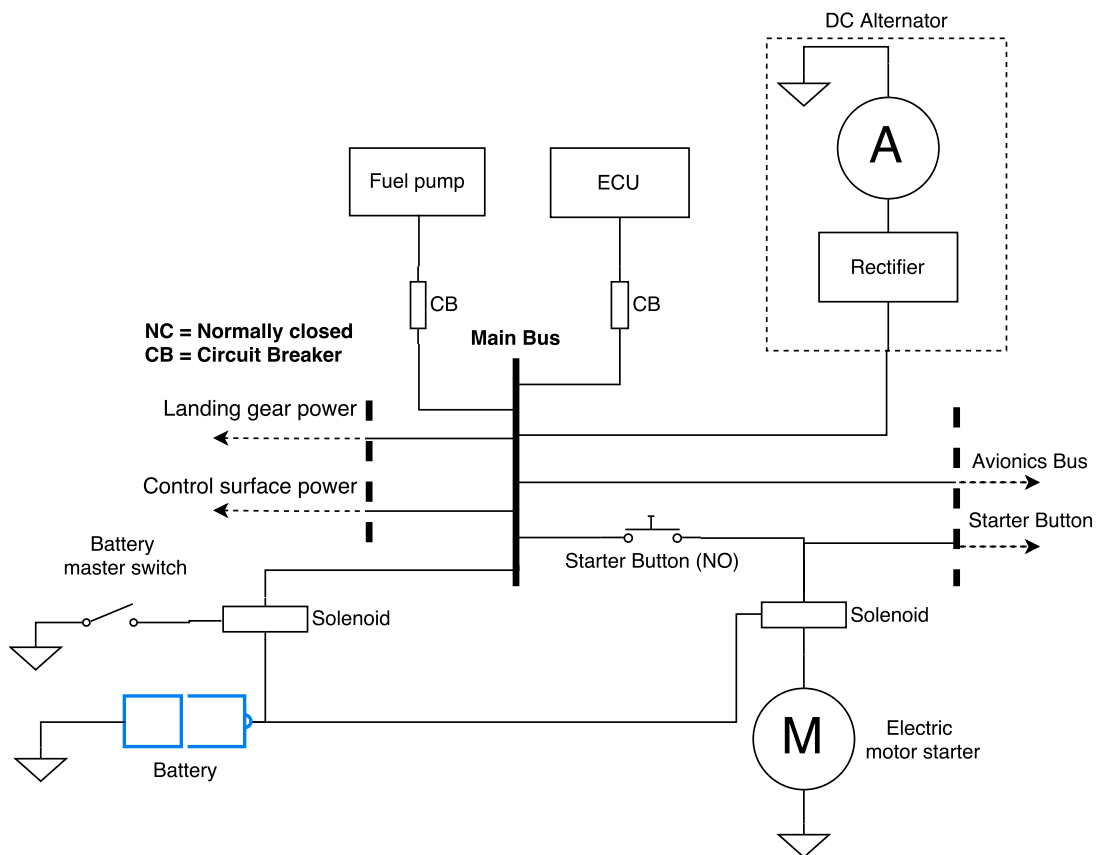 DC Alternator
A
Fuel pump
ECU
Rectifier
CB
CB
NC = Normally closed
CB = Circuit Breaker
Main Bus
Landing gear power
Avionics Bus
Control surface power
Starter Button
Battery
master switch
Starter Button (NO)
Solenoid
Solenoid
M
Electric
motor starter
Battery